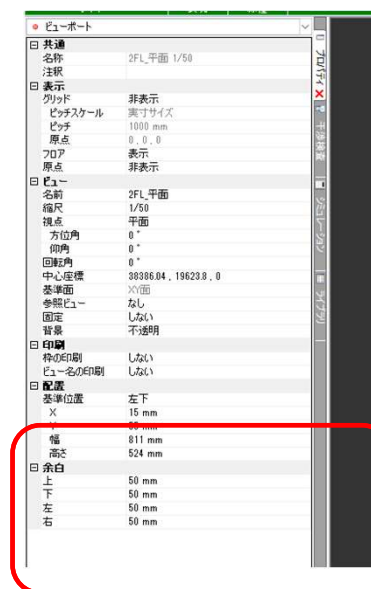 ビューポート
共通
名称 2FL_平面 1/50
注釈
表示
グリッド 非表示
ピッチスケール 実寸サイズ
ピッチ 1000 mm
原点 0 , 0 , 0
フロア 表示
原点 非表示
ビュー
名前 2FL_平面
縮尺 1/50
視点 平面
方位角 0 °
仰角 0 °
回転角 0 °
中心座標 38386.04 , 19623.8 , 0
基準面 XY面
参照ビュー なし
固定 しない
背景 不透明
印刷
枠の印刷 しない
ビュー名の印刷 しない
配置
基準位置 左下
X 15 mm
幅 811 mm
高さ 524 mm
余白
上 50 mm
下 50 mm
左 50 mm
右 50 mm
プロパティ
干渉検査
シミュレーション
ライブラリ